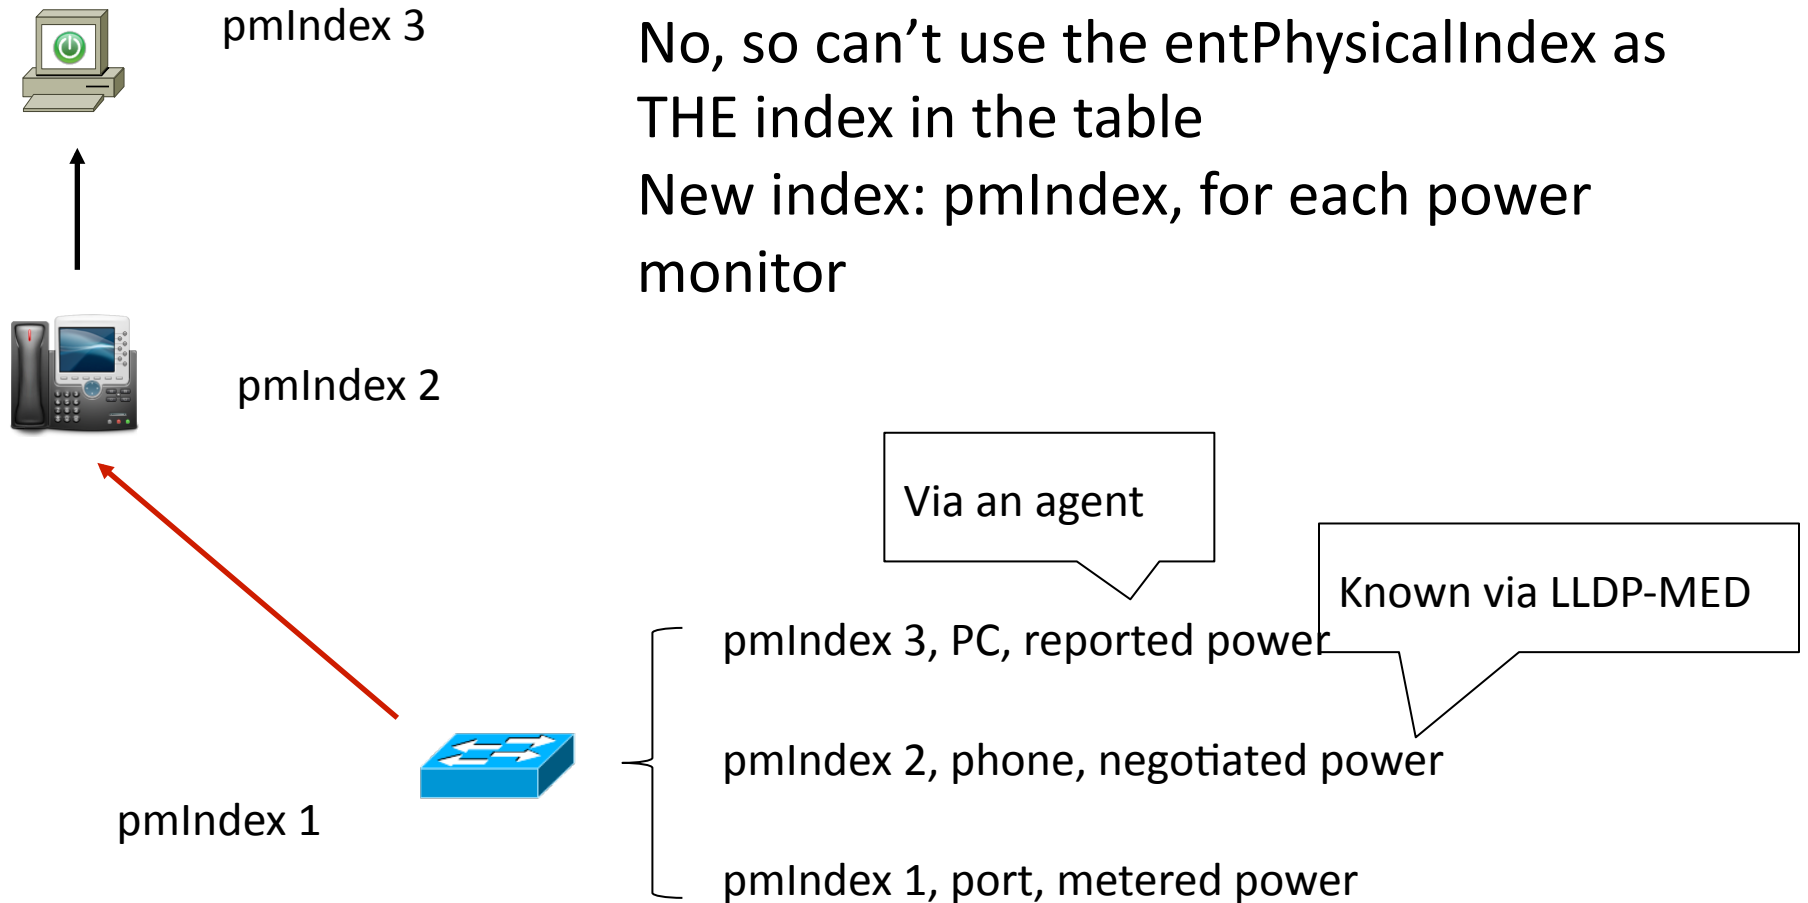 pmIndex 3
No, so can’t use the entPhysicalIndex as
THE index in the table
New index: pmIndex, for each power
monitor
pmIndex 2
Via an agent
Known via LLDP-MED
pmIndex 3, PC, reported power
pmIndex 2, phone, negotiated power
pmIndex 1
pmIndex 1, port, metered power